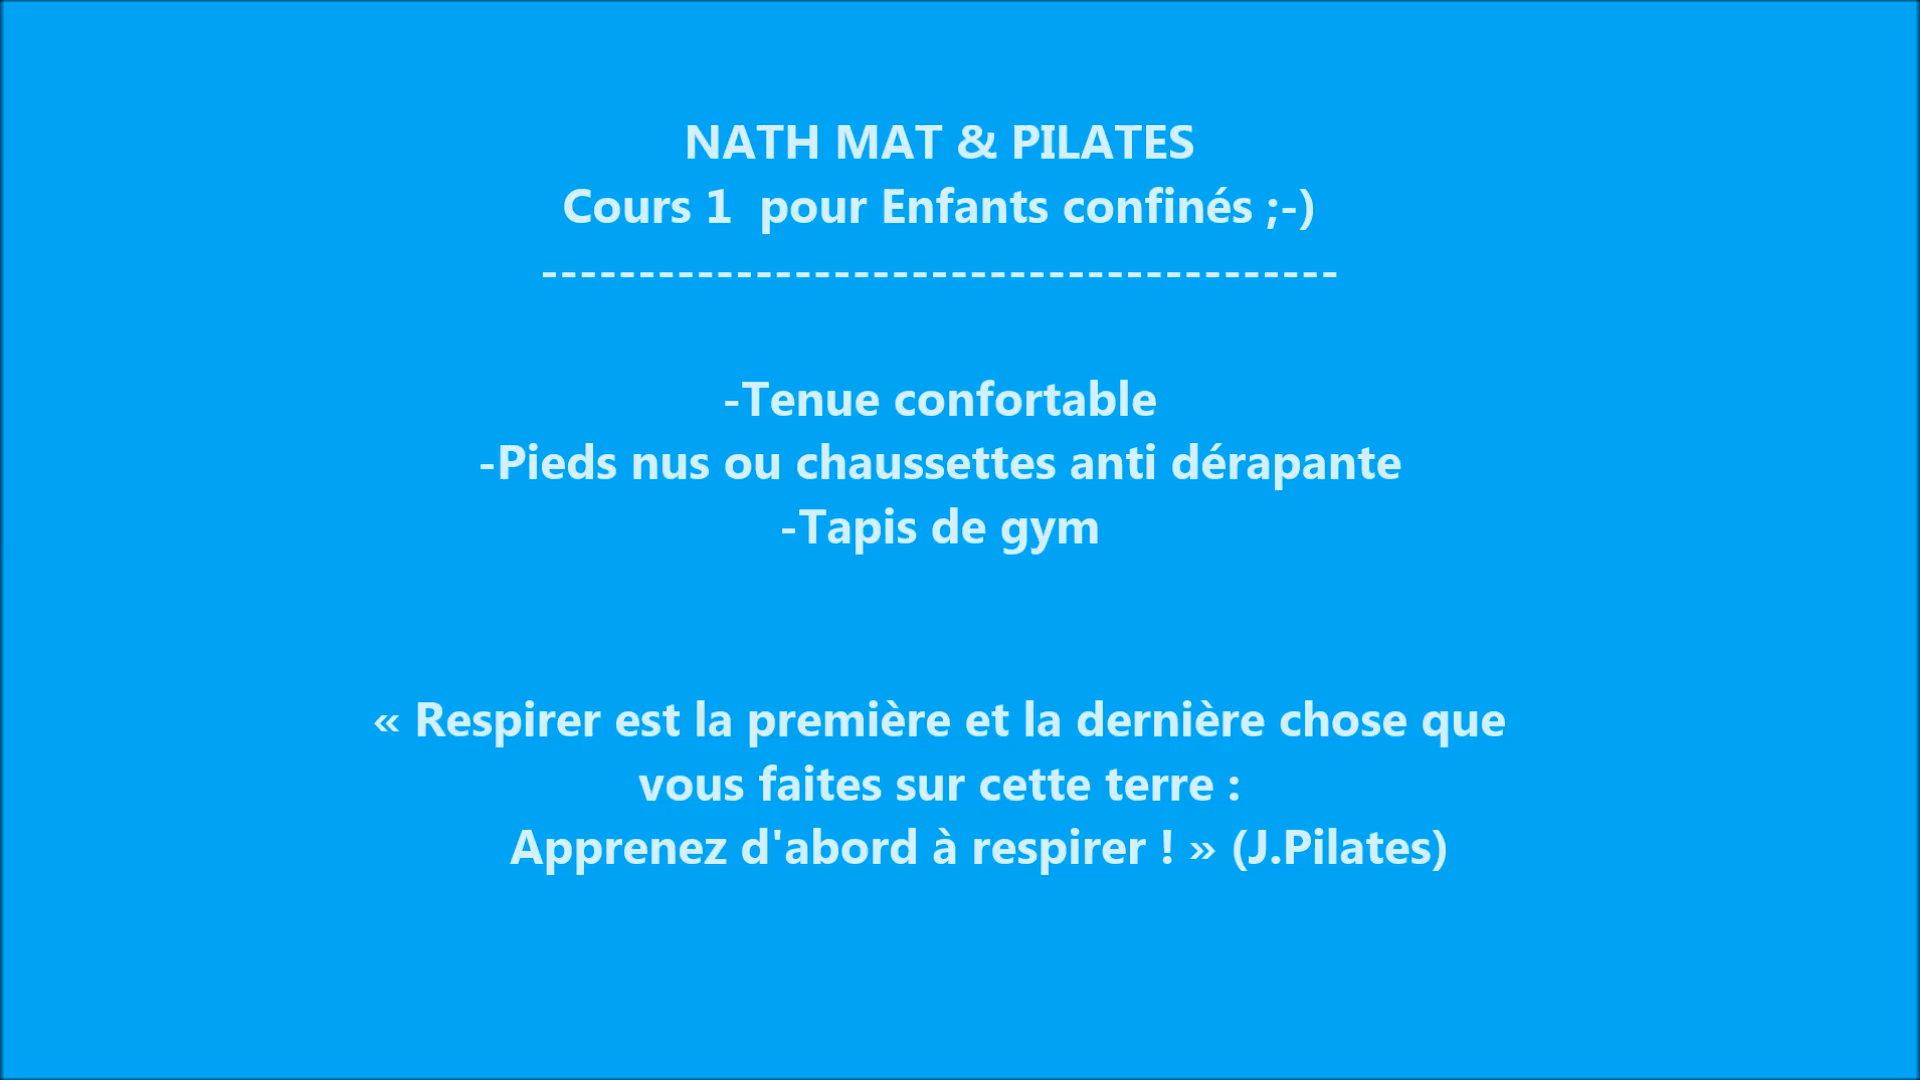 NATH MAT & PILATES
Cours 1  pour Enfants confinés ;-)
-----------------------------------------
-Tenue confortable
-Pieds nus ou chaussettes anti dérapante
-Tapis de gym
« Respirer est la première et la dernière chose que
vous faites sur cette terre :
Apprenez d'abord à respirer ! » (J.Pilates)